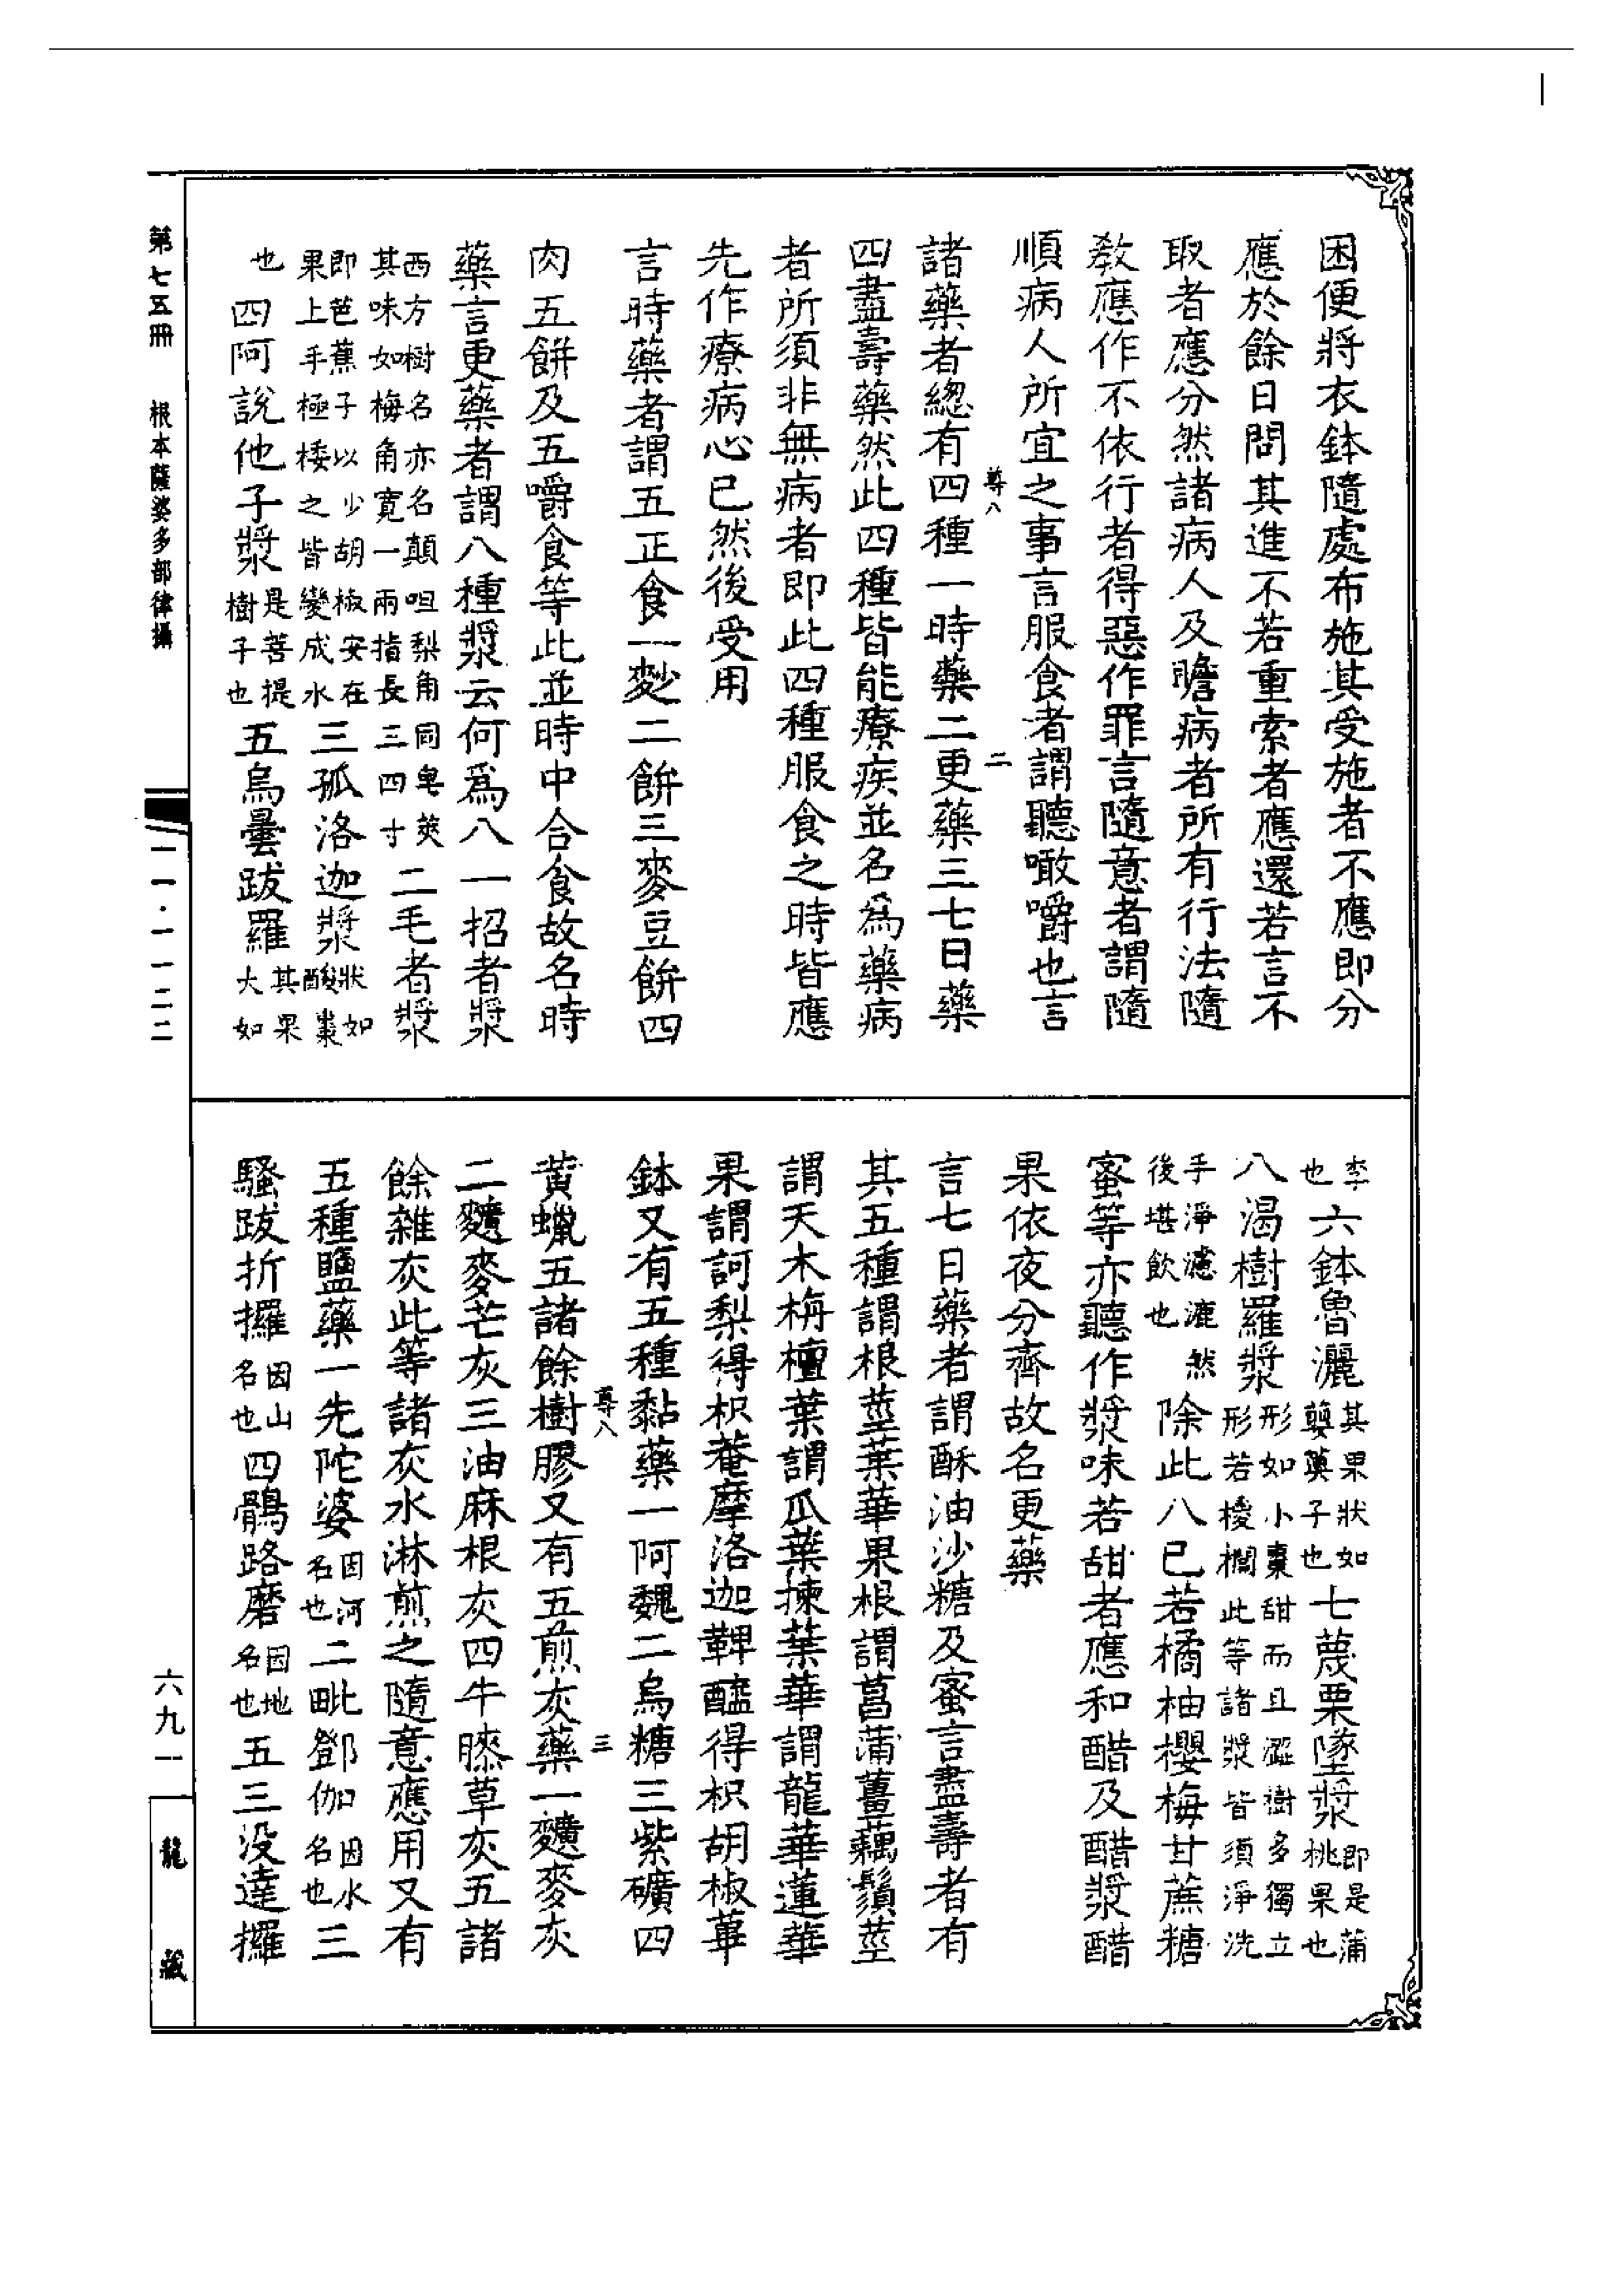 困便將衣鉢隨處布施其受施者不應即分
應於餘日問其進不若重索者應還若言不
取者應分然諸病人及瞻病者所有行法隨
教應作不依行者得惡作罪言隨意者謂隨
順病人所宜之事言服食者謂聽噉嚼也言
尊八
二
諸藥者總有四種一時藥二更藥三七日藥
四盡壽藥然此四種皆能療疾並名爲藥病
者所須非無病者即此四種服食之時皆應
先作療病心已然後受用
言時藥者謂五正食一麨二餅三麥豆餅四
肉五餅及五嚼食等此並時中合食故名時
藥言更藥者謂八種漿云何爲八一招者漿
西方樹名亦名顛咀梨角同皁莢
其味如梅角寬一兩指長三四寸
二毛者漿
即芭蕉子以少胡椒安在
果上手極捼之皆變成水
三孤洛迦漿
狀如
酸棗
也
四阿說他子漿
是菩提
樹子也
五烏曇跋羅
其果
大如
李
也
六鉢魯灑
其果狀如
蘡薁子也
七蔑栗墜漿
即是蒲
桃果也
八渴樹羅漿
形如小棗甜而且澀樹多獨立
形若椶櫚此等諸漿皆須淨洗
手淨濾漉然
後堪飲也
除此八已若橘柚櫻梅甘蔗糖
蜜等亦聽作漿味若甜者應和醋及醋漿醋
果依夜分齊故名更藥
言七日藥者謂酥油沙糖及蜜言盡壽者有
其五種謂根莖葉華果根謂菖蒲薑藕鬚莖
謂天木栴檀葉謂瓜葉揀葉華謂龍華蓮華
果謂訶梨得枳菴摩洛迦鞞醯得枳胡椒蓽
鉢又有五種黏藥一阿魏二烏糖三紫礦四
黄蠟五諸餘樹膠又有五煎灰藥一䵃麥灰
尊八
三
二䵃麥芒灰三油麻根灰四牛膝草灰五諸
餘雜灰此等諸灰水淋煎之隨意應用又有
五種鹽藥一先陀婆
因河
名也
二毗鄧伽
因水
名也
三
騷跋折攞
因山
名也
四鶻路磨
因地
名也
五三没達攞
第七五冊
根本薩婆多部律攝
一一·一一二二
六九一
龍藏